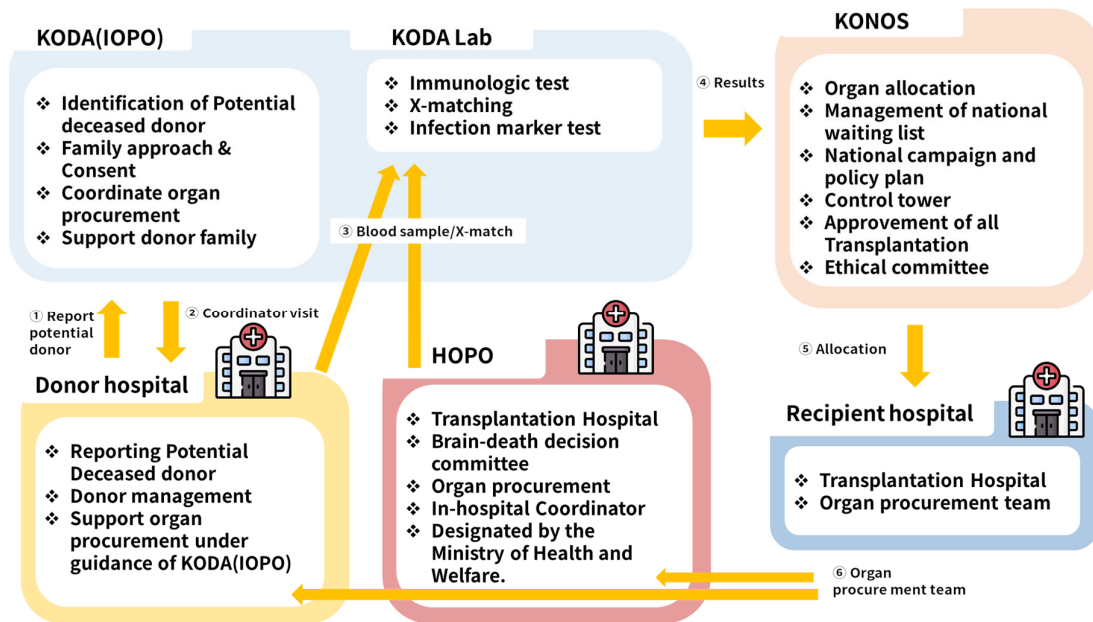 KODA(IOPO)
❖ Identification of Potential
deceased donor
❖ Family approach &
Consent
❖ Coordinate organ
procurement
❖ Support donor family
KODA Lab
❖ Immunologic test
❖ X-matching
❖ Infection marker test
④ Results
KONOS
❖ Organ allocation
❖ Management of national
waiting list
❖ National campaign and
policy plan
❖ Control tower
❖ Approvement of all
Transplantation
❖ Ethical committee
③ Blood sample/X-match
① Report
potential
donor
② Coordinator visit
⑤ Allocation
Donor hospital
❖ Reporting Potential
Deceased donor
❖ Donor management
❖ Support organ
procurement under
guidance of KODA(IOPO)
HOPO
❖ Transplantation Hospital
❖ Brain-death decision
committee
❖ Organ procurement
❖ In-hospital Coordinator
❖ Designated by the
Ministry of Health and
Welfare.
Recipient hospital
❖ Transplantation Hospital
❖ Organ procurement team
⑥ Organ
procure ment team